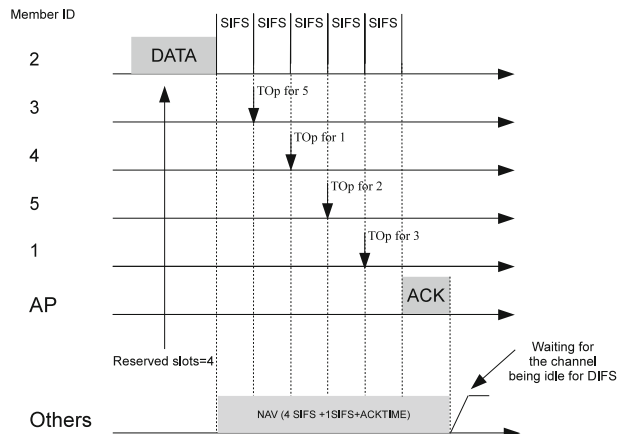 Member ID
SIFS SIFS SIFS SIFS SIFS
2
DATA
3
TOp for 5
4
TOp for 1
5
TOp for 2
1
TOp for 3
AP
ACK
Reserved slots=4
Waiting for
the channel
being idle for DIFS
Others
NAV (4 SIFS +1SIFS+ACKTIME)